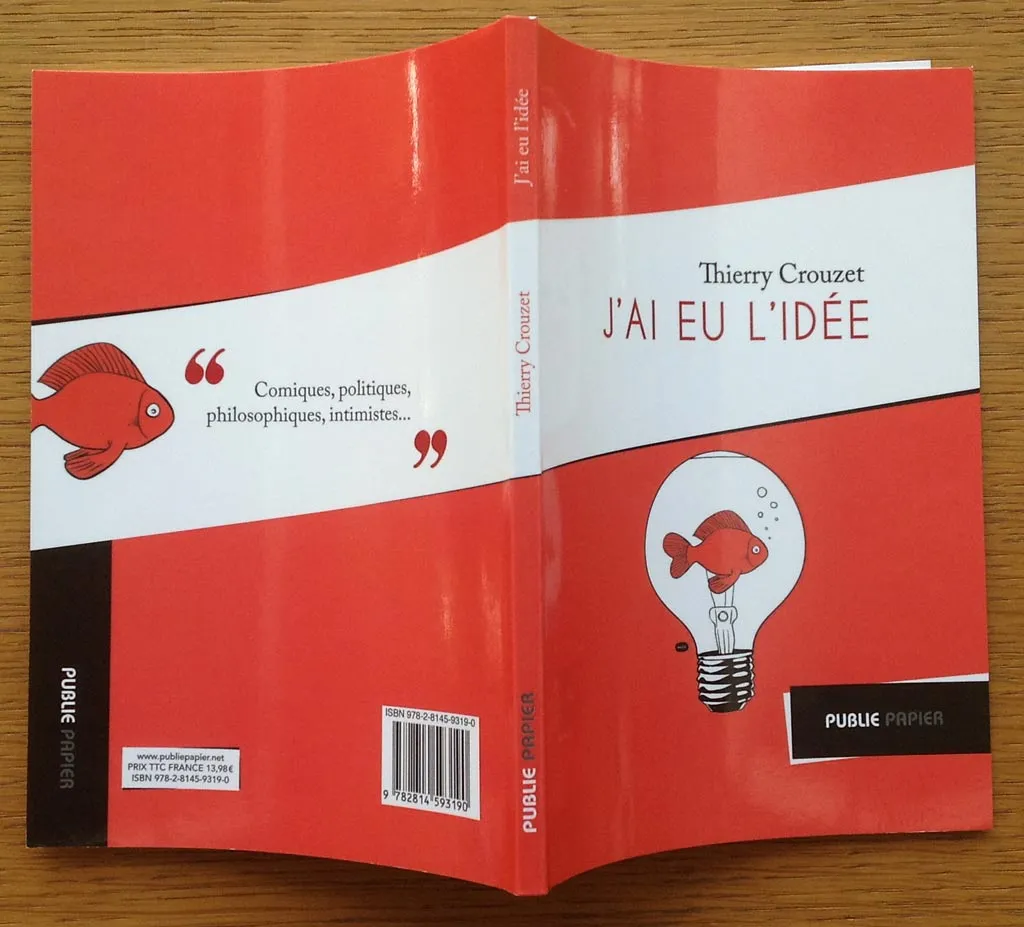 “
Comiques, politiques,
philosophiques, intimistes...
”
PUBLIE PAPIER
www.publiepapier.net
PRIX TTC FRANCE 13,98 €
ISBN 978-2-8145-9319-0
ISBN 978-2-8145-9319-0
9 782814 593190
J'ai eu l'idée
Thierry Crouzet
PUBLIE PAPIER
Thierry Crouzet
J'AI EU L'IDÉE
PUBLIE PAPIER